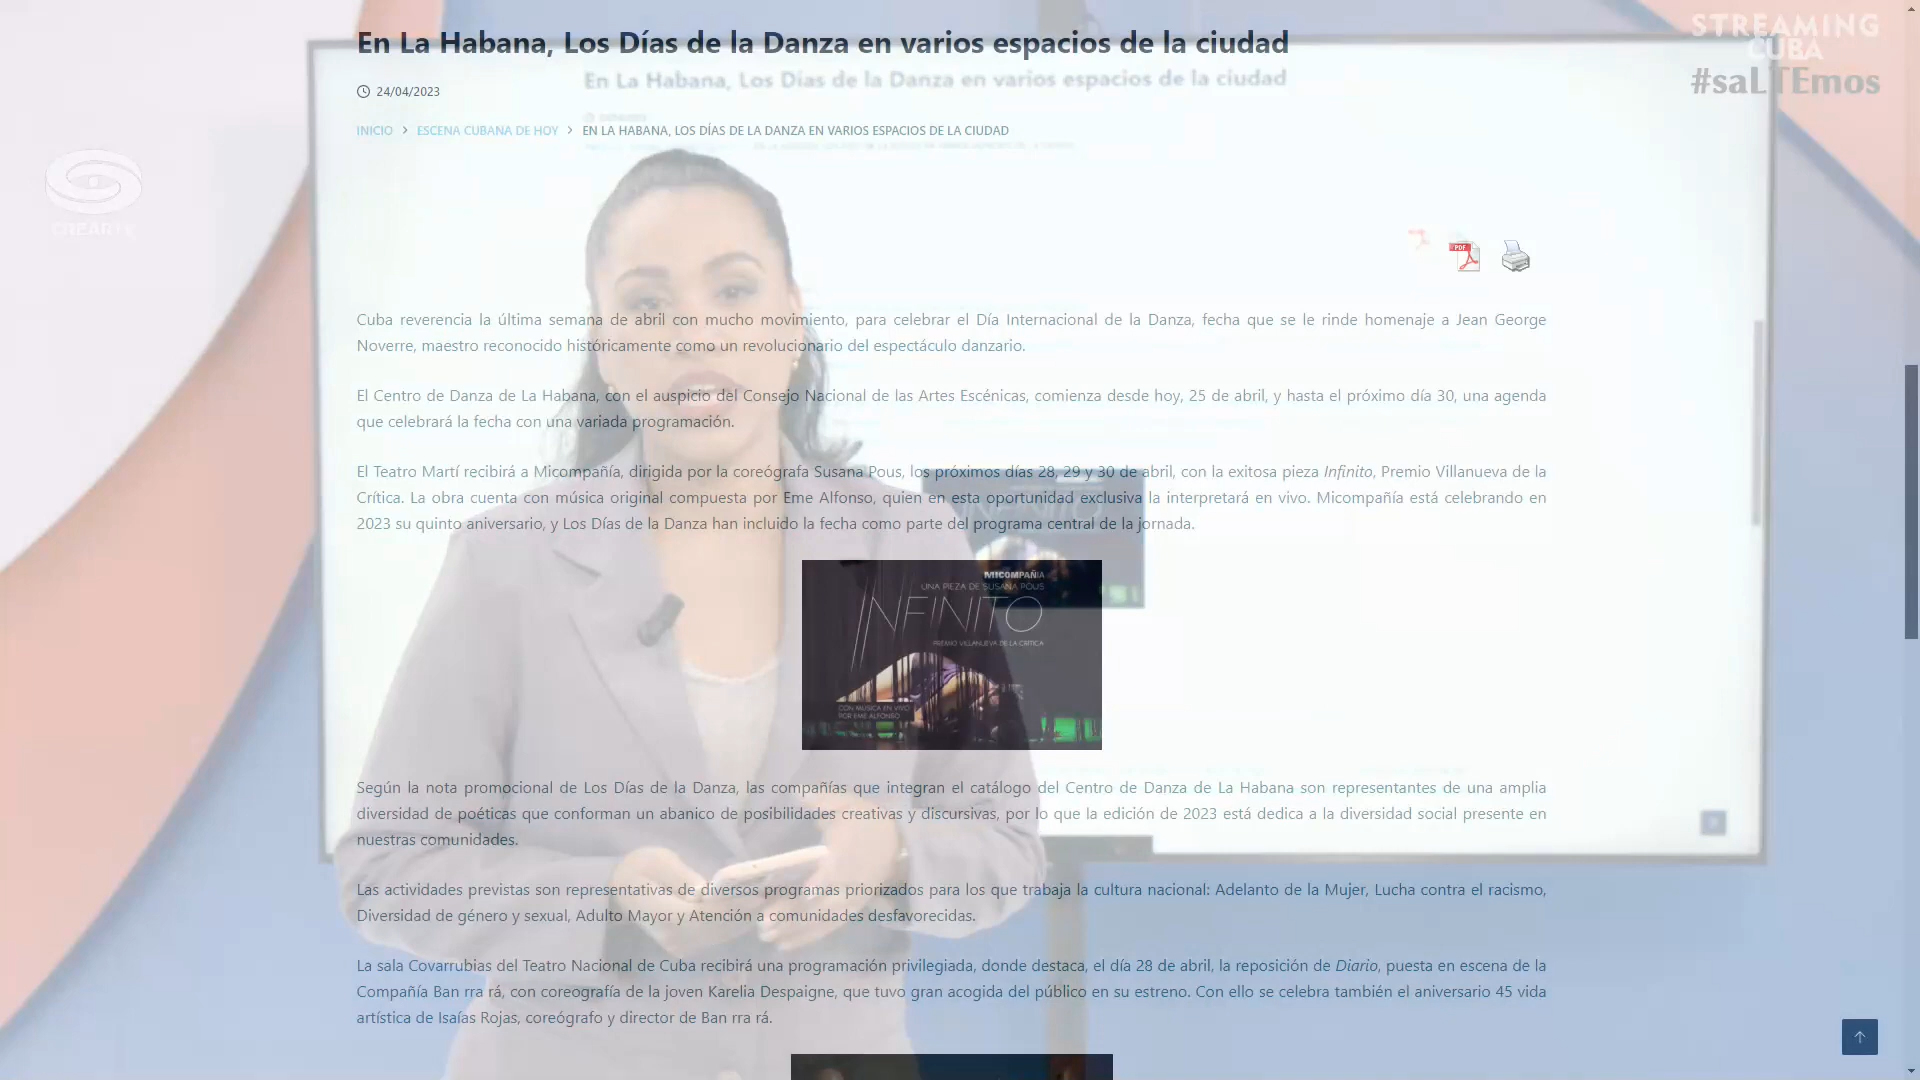 En La Habana, Los Días de la Danza en varios espacios de la ciudad
STREAMING
CUBA
#saLTEmos
En La Habana, Los Días de la Danza en varios espacios de la ciudad
24/04/2023
INICIO > ESCENA CUBANA DE HOY > EN LA HABANA, LOS DÍAS DE LA DANZA EN VARIOS ESPACIOS DE LA CIUDAD
CREART
PDF
Cuba reverencia la última semana de abril con mucho movimiento, para celebrar el Día Internacional de la Danza, fecha que se le rinde homenaje a Jean George
Noverre, maestro reconocido históricamente como un revolucionario del espectáculo danzario.
El Centro de Danza de La Habana, con el auspicio del Consejo Nacional de las Artes Escénicas, comienza desde hoy, 25 de abril, y hasta el próximo día 30, una agenda
que celebrará la fecha con una variada programación.
El Teatro Martí recibirá a Micompañía, dirigida por la coreógrafa Susana Pous, los próximos días 28, 29 y 30 de abril, con la exitosa pieza Infinito, Premio Villanueva de la
Crítica. La obra cuenta con música original compuesta por Eme Alfonso, quien en esta oportunidad exclusiva la interpretará en vivo. Micompañía está celebrando en
2023 su quinto aniversario, y Los Días de la Danza han incluido la fecha como parte del programa central de la jornada.
MICOMPAÑIA
UNA PIEZA DE SUSANA POUS
INFINITO
PREMIO VILLANUEVA DE LA CRÍTICA
CON MÚSICA EN VIVO
POR EME ALFONSO
Según la nota promocional de Los Días de la Danza, las compañías que integran el catálogo del Centro de Danza de La Habana son representantes de una amplia
diversidad de poéticas que conforman un abanico de posibilidades creativas y discursivas, por lo que la edición de 2023 está dedica a la diversidad social presente en
nuestras comunidades.
Las actividades previstas son representativas de diversos programas priorizados para los que trabaja la cultura nacional: Adelanto de la Mujer, Lucha contra el racismo,
Diversidad de género y sexual, Adulto Mayor y Atención a comunidades desfavorecidas.
La sala Covarrubias del Teatro Nacional de Cuba recibirá una programación privilegiada, donde destaca, el día 28 de abril, la reposición de Diario, puesta en escena de la
Compañía Ban rra rá, con coreografía de la joven Karelia Despaigne, que tuvo gran acogida del público en su estreno. Con ello se celebra también el aniversario 45 vida
artística de Isaías Rojas, coreógrafo y director de Ban rra rá.